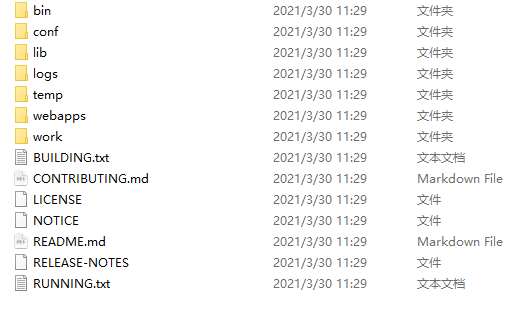 bin 2021/3/30 11:29 文件夹
conf 2021/3/30 11:29 文件夹
lib 2021/3/30 11:29 文件夹
logs 2021/3/30 11:29 文件夹
temp 2021/3/30 11:29 文件夹
webapps 2021/3/30 11:29 文件夹
work 2021/3/30 11:29 文件夹
BUILDING.txt 2021/3/30 11:29 文本文档
CONTRIBUTING.md 2021/3/30 11:29 Markdown File
LICENSE 2021/3/30 11:29 文件
NOTICE 2021/3/30 11:29 文件
README.md 2021/3/30 11:29 Markdown File
RELEASE-NOTES 2021/3/30 11:29 文件
RUNNING.txt 2021/3/30 11:29 文本文档